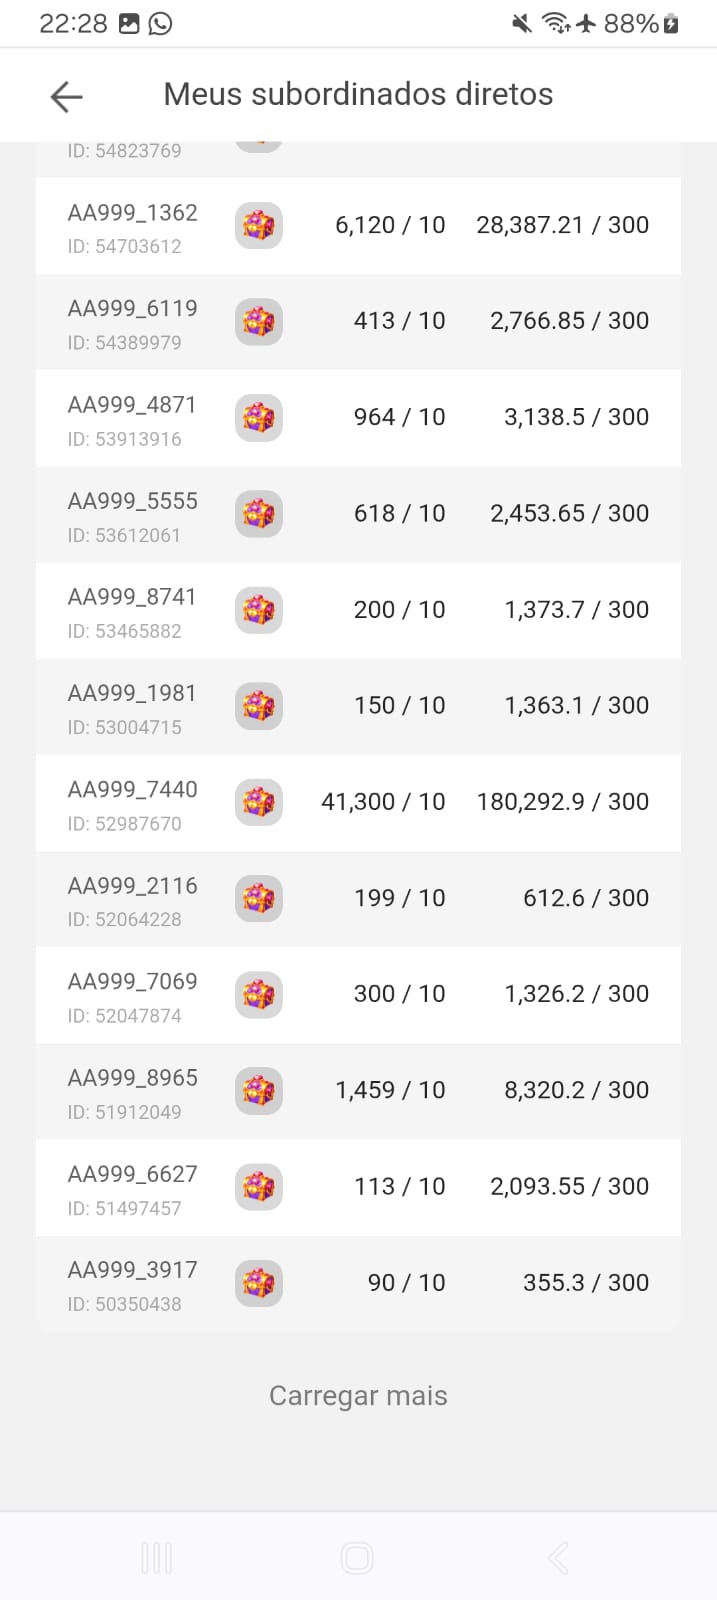 22:28 88%
Meus subordinados diretos
ID: 54823769
AA999_1362
6,120 / 10 28,387.21 / 300
ID: 54703612
AA999_6119
413 / 10 2,766.85 / 300
ID: 54389979
AA999_4871
964 / 10 3,138.5 / 300
ID: 53913916
AA999_5555
618 / 10 2,453.65 / 300
ID: 53612061
AA999_8741
200 / 10 1,373.7 / 300
ID: 53465882
AA999_1981
150 / 10 1,363.1 / 300
ID: 53004715
AA999_7440
41,300 / 10 180,292.9 / 300
ID: 52987670
AA999_2116
199 / 10 612.6 / 300
ID: 52064228
AA999_7069
300 / 10 1,326.2 / 300
ID: 52047874
AA999_8965
1,459 / 10 8,320.2 / 300
ID: 51912049
AA999_6627
113 / 10 2,093.55 / 300
ID: 51497457
AA999_3917
90 / 10 355.3 / 300
ID: 50350438
Carregar mais